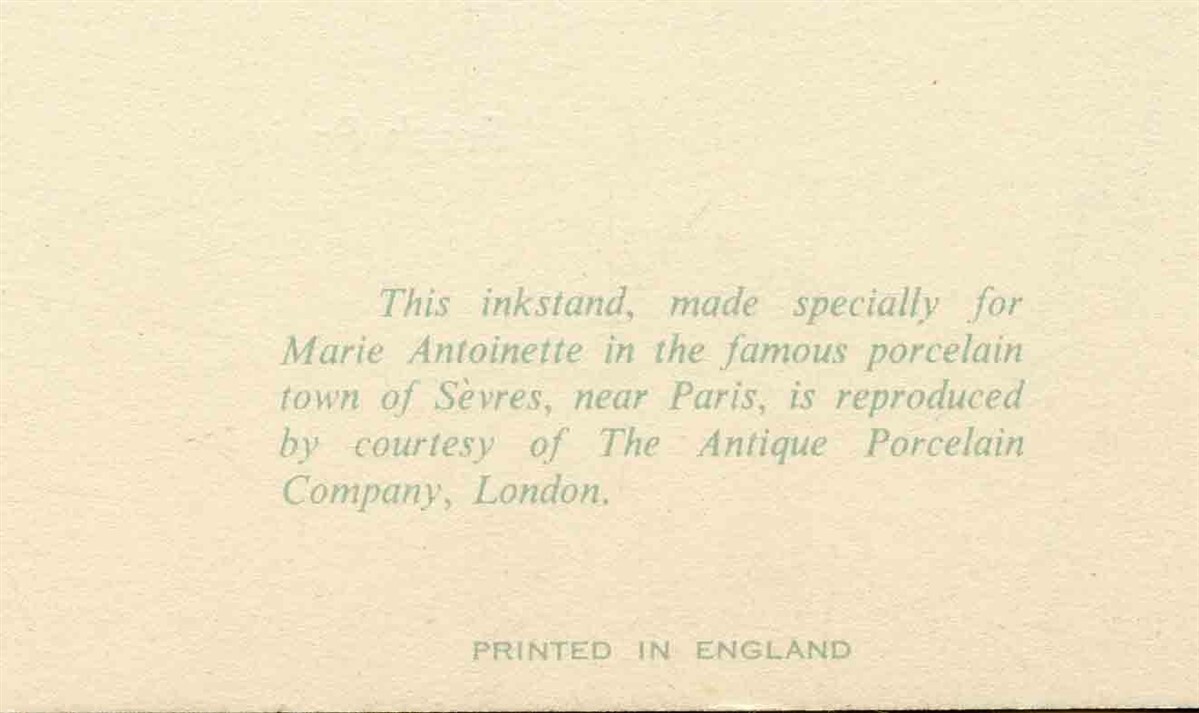 This inkstand, made specially for
Marie Antoinette in the famous porcelain
town of Sèvres, near Paris, is reproduced
by courtesy of The Antique Porcelain
Company, London.
PRINTED IN ENGLAND